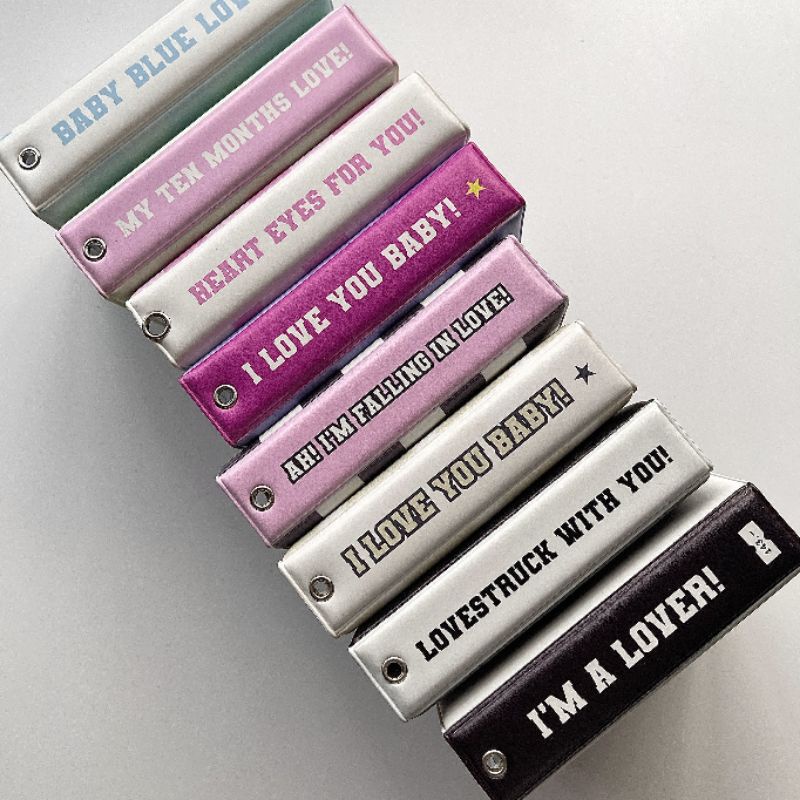 BABY BLUE LOV
MY TEN MONTHS LOVE!
HEART EYES FOR YOU!
I LOVE YOU BABY!
AH! I'M FALLING IN LOVE!
I LOVE YOU BABY!
LOVESTRUCK WITH YOU!
I'M A LOVER!